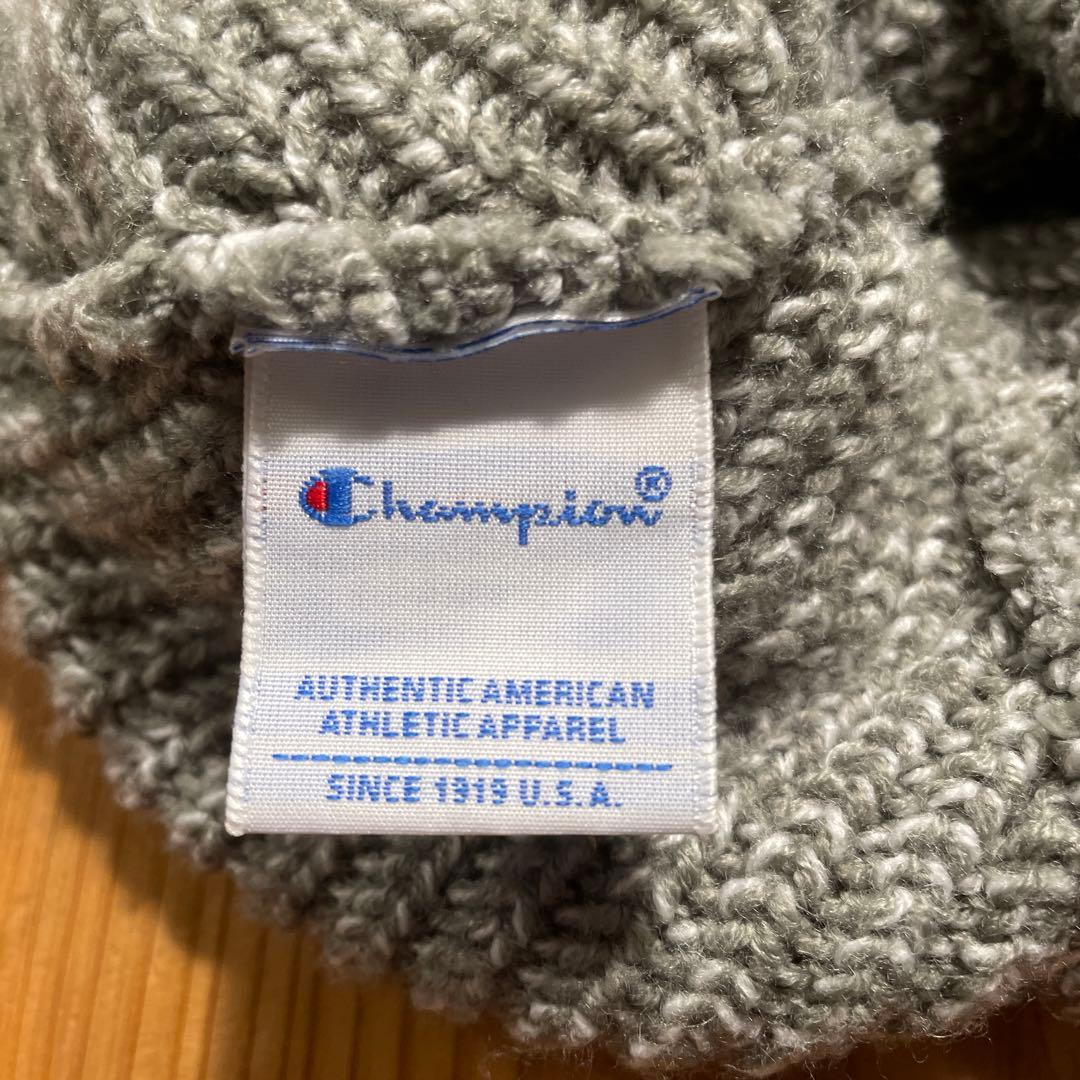 Champion®
AUTHENTIC AMERICAN
ATHLETIC APPAREL
SINCE 1919 U.S.A.